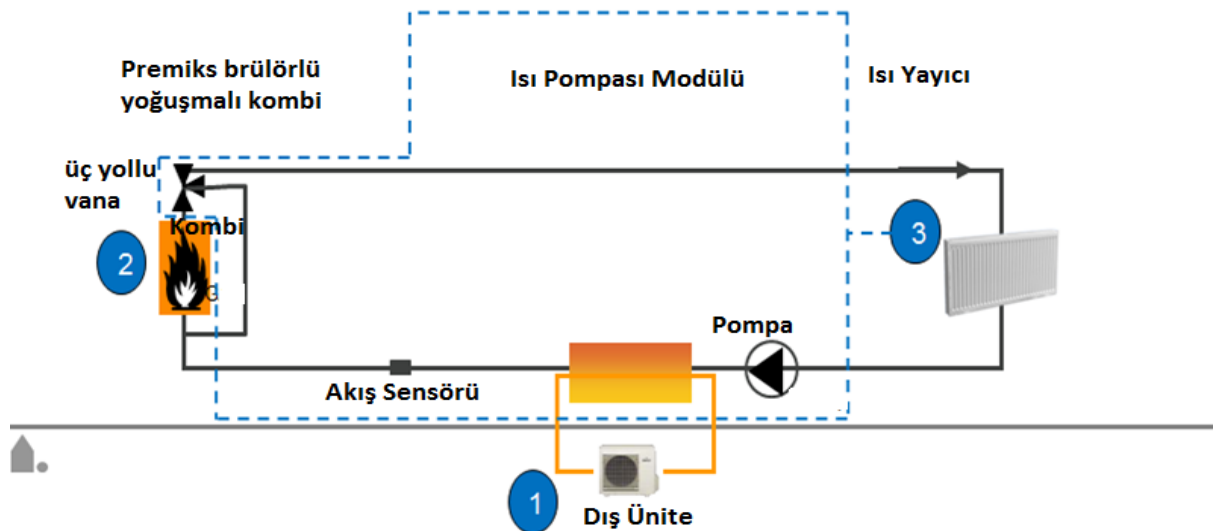 Premiks brülörlü
yoğuşmalı kombi
Isı Pompası Modülü
Isı Yayıcı
üç yollu
vana
Kombi
2
G
3
Pompa
Akış Sensörü
1
Dış Ünite